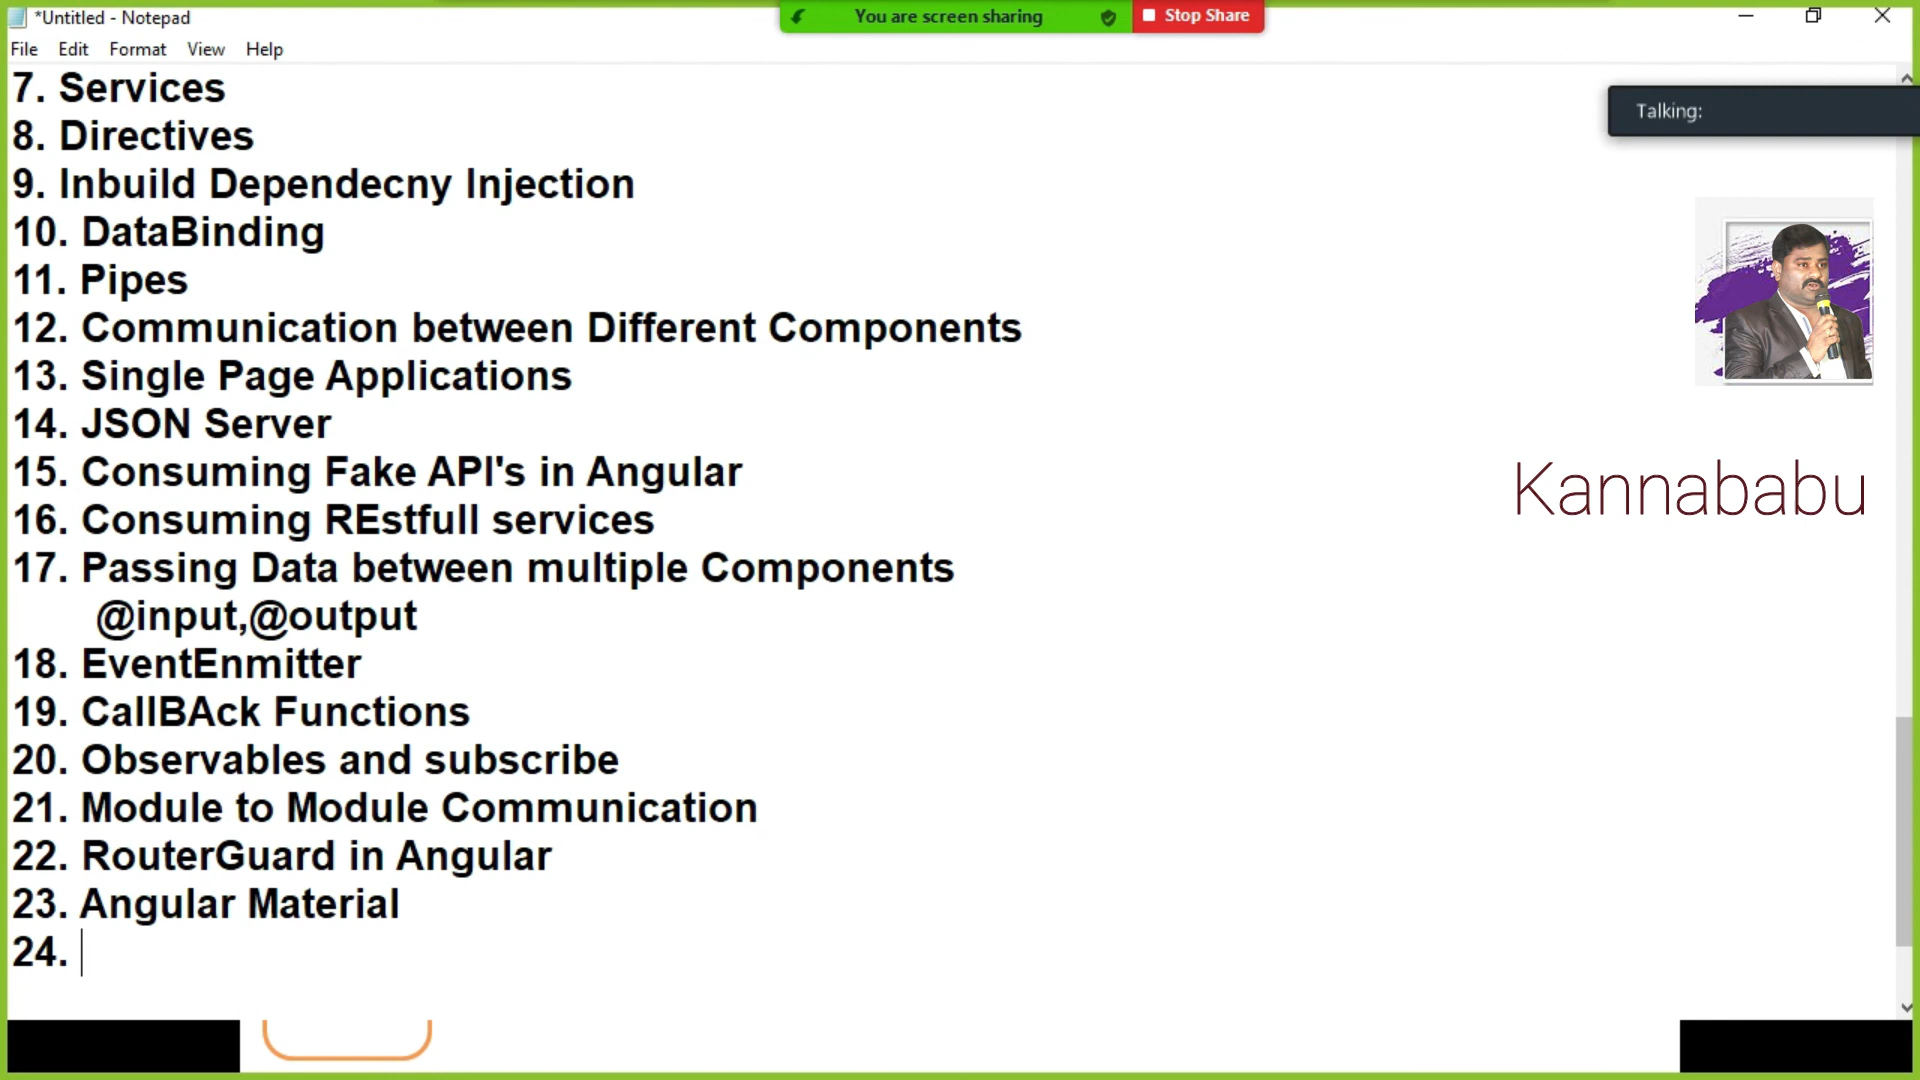 *Untitled - Notepad
You are screen sharing
Stop Share
File Edit Format View Help
7. Services
8. Directives
9. Inbuild Dependecny Injection
10. DataBinding
11. Pipes
12. Communication between Different Components
13. Single Page Applications
14. JSON Server
15. Consuming Fake API's in Angular
16. Consuming REstfull services
17. Passing Data between multiple Components
@input,@output
18. EventEnmitter
19. CallBAck Functions
20. Observables and subscribe
21. Module to Module Communication
22. RouterGuard in Angular
23. Angular Material
24.
Talking:
Kannababu